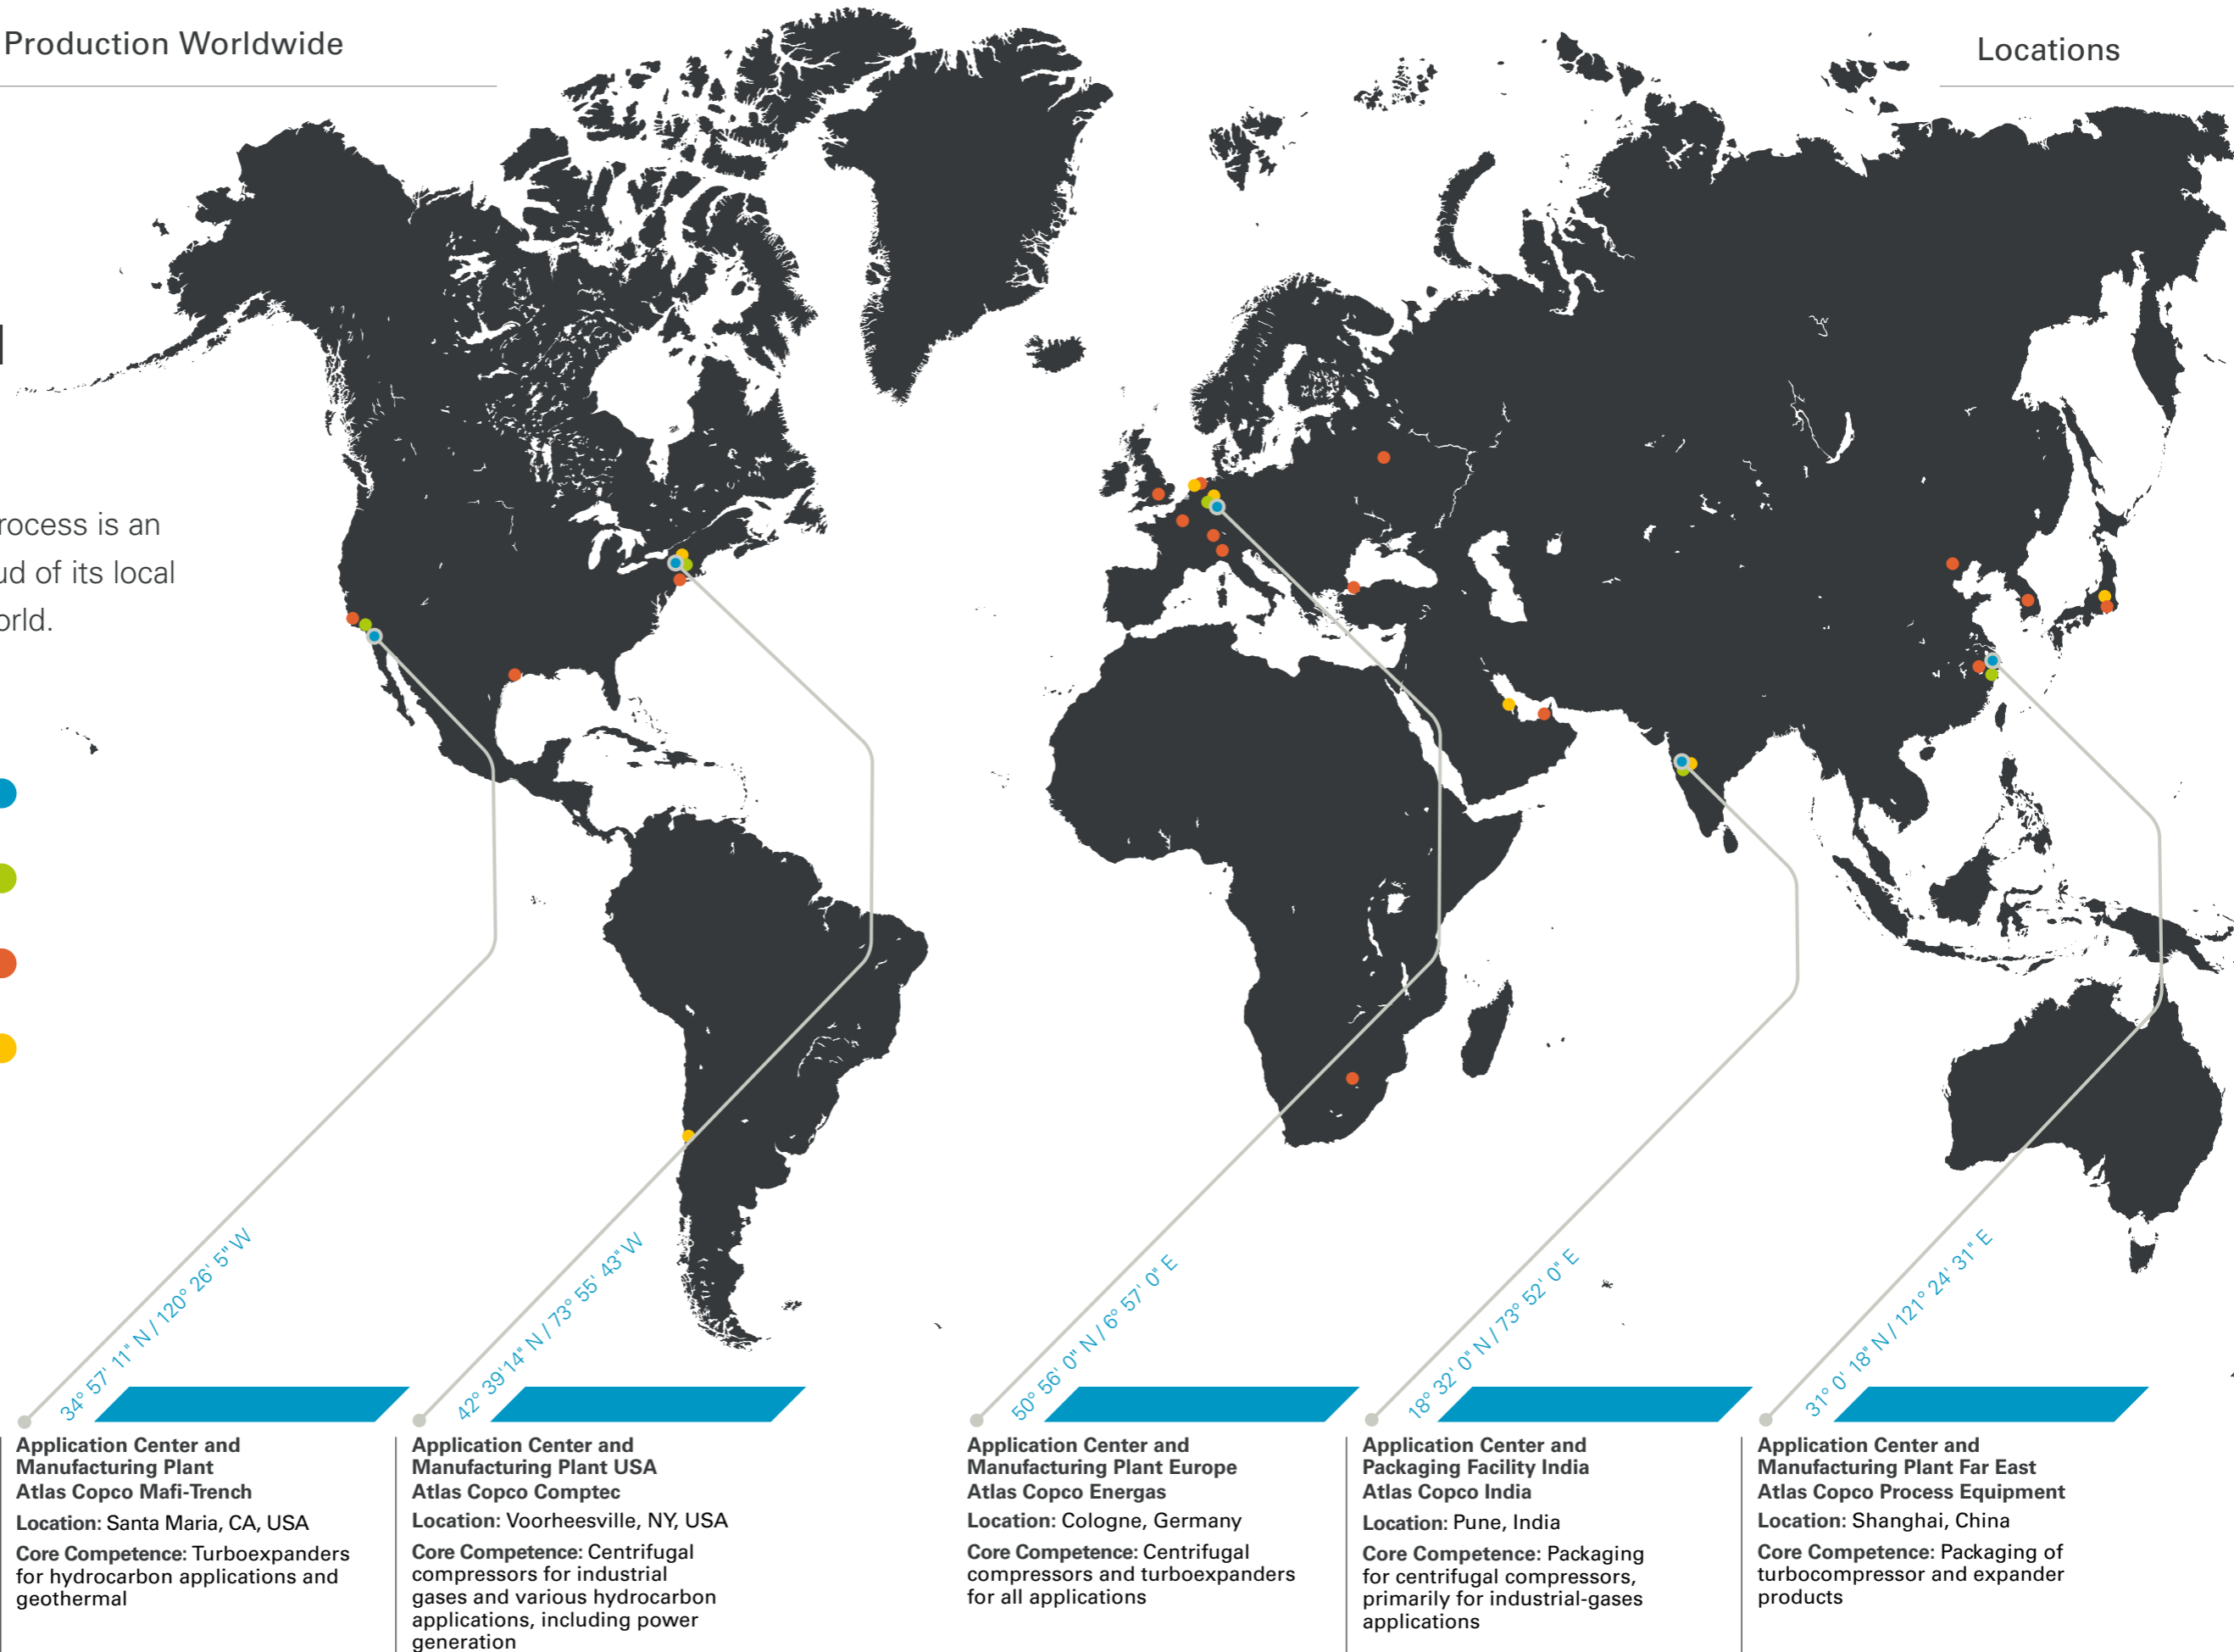 Production Worldwide
Locations
rocess is an
ud of its local
orld.
34° 57' 11" N / 120° 26' 5" W
42° 39'14" N / 73° 55' 43" W
50° 56' 0" N / 6° 57' 0" E
18° 32' 0" N / 73° 52' 0" E
31° 0' 18" N / 121° 24' 31" E
Application Center and
Manufacturing Plant
Atlas Copco Mafi-Trench
Location: Santa Maria, CA, USA
Core Competence: Turboexpanders
for hydrocarbon applications and
geothermal
Application Center and
Manufacturing Plant USA
Atlas Copco Comptec
Location: Voorheesville, NY, USA
Core Competence: Centrifugal
compressors for industrial
gases and various hydrocarbon
applications, including power
generation
Application Center and
Manufacturing Plant Europe
Atlas Copco Energas
Location: Cologne, Germany
Core Competence: Centrifugal
compressors and turboexpanders
for all applications
Application Center and
Packaging Facility India
Atlas Copco India
Location: Pune, India
Core Competence: Packaging
for centrifugal compressors,
primarily for industrial-gases
applications
Application Center and
Manufacturing Plant Far East
Atlas Copco Process Equipment
Location: Shanghai, China
Core Competence: Packaging of
turbocompressor and expander
products